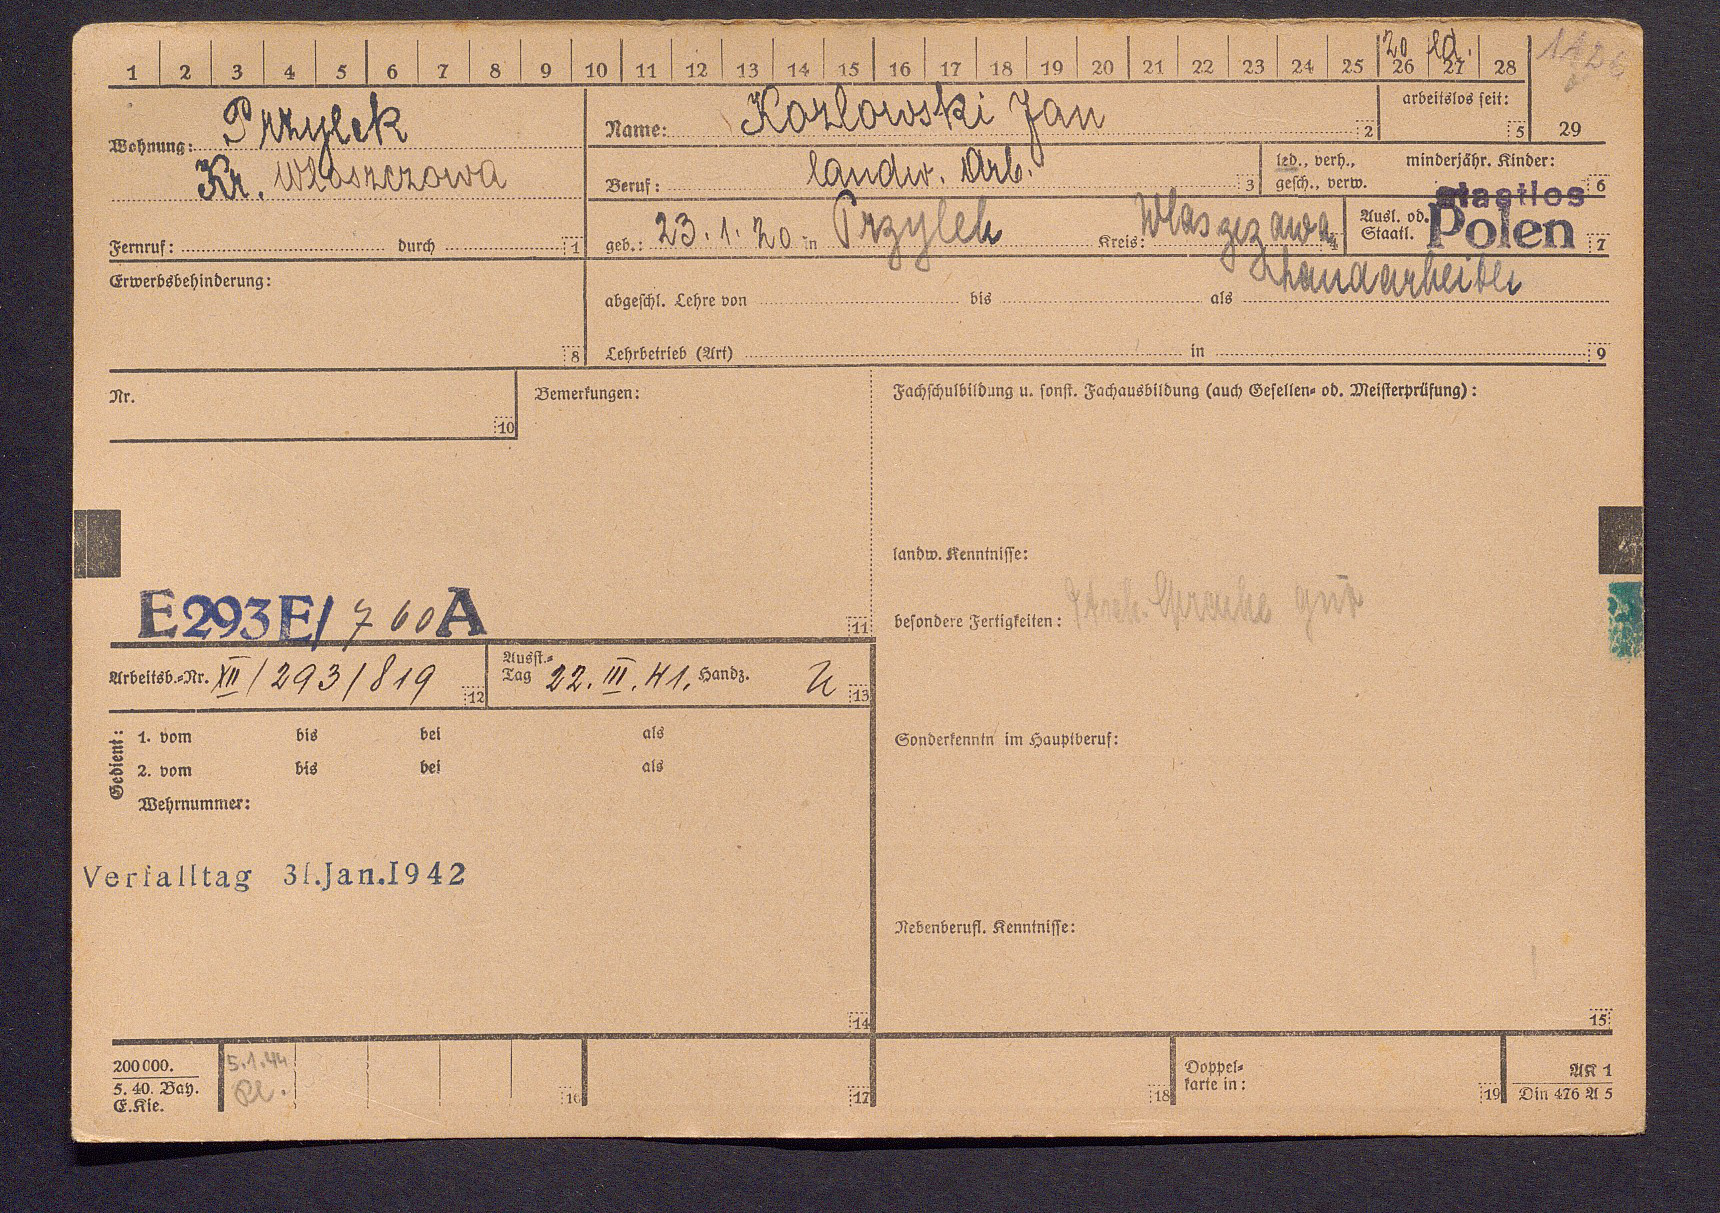 1 2 3 4 5 6 7 8 9 10 11 12 13 14 15 16 17 18 19 20 21 22 23 24 25 26 27 28
20 led.
Wohnung: Przylek
Kr. Wloszczowa
Fernruf: durch 1
Name: Kozlowski Jan 2
arbeitslos seit: 5
29
Beruf: landw. Arb. 3
led., verh., gesch., verw.
minderjähr. Kinder: 6
geb.: 23.1.20 in Przylek Kreis: 4
Ausl. od. Staatl. staatlos
Polen 7
Erwerbsbehinderung:
8
abgeschl. Lehre von bis als Handarbeiter
Lehrbetrieb (Art) in 9
Nr.
10
Bemerkungen:
E293E/760A
11
Fachschulbildung u. sonst. Fachausbildung (auch Gesellen- od. Meisterprüfung):
landw. Kenntnisse:
besondere Fertigkeiten: Sprache gut
Arbeitsb.-Nr. XII/293/819 12
Ausst.-Tag 22.III.41. Handz. 13
Gedient:
1. vom bis bei als
2. vom bis bei als
Wehrnummer:
Verfalltag 31.Jan.1942
14
Sonderkenntn im Hauptberuf:
Nebenberufl. Kenntnisse:
15
200000.
5. 40. Bay.
E.Kie.
5.1.44
16
17
18
Doppelkarte in:
19
AK 1
Din 476 A 5